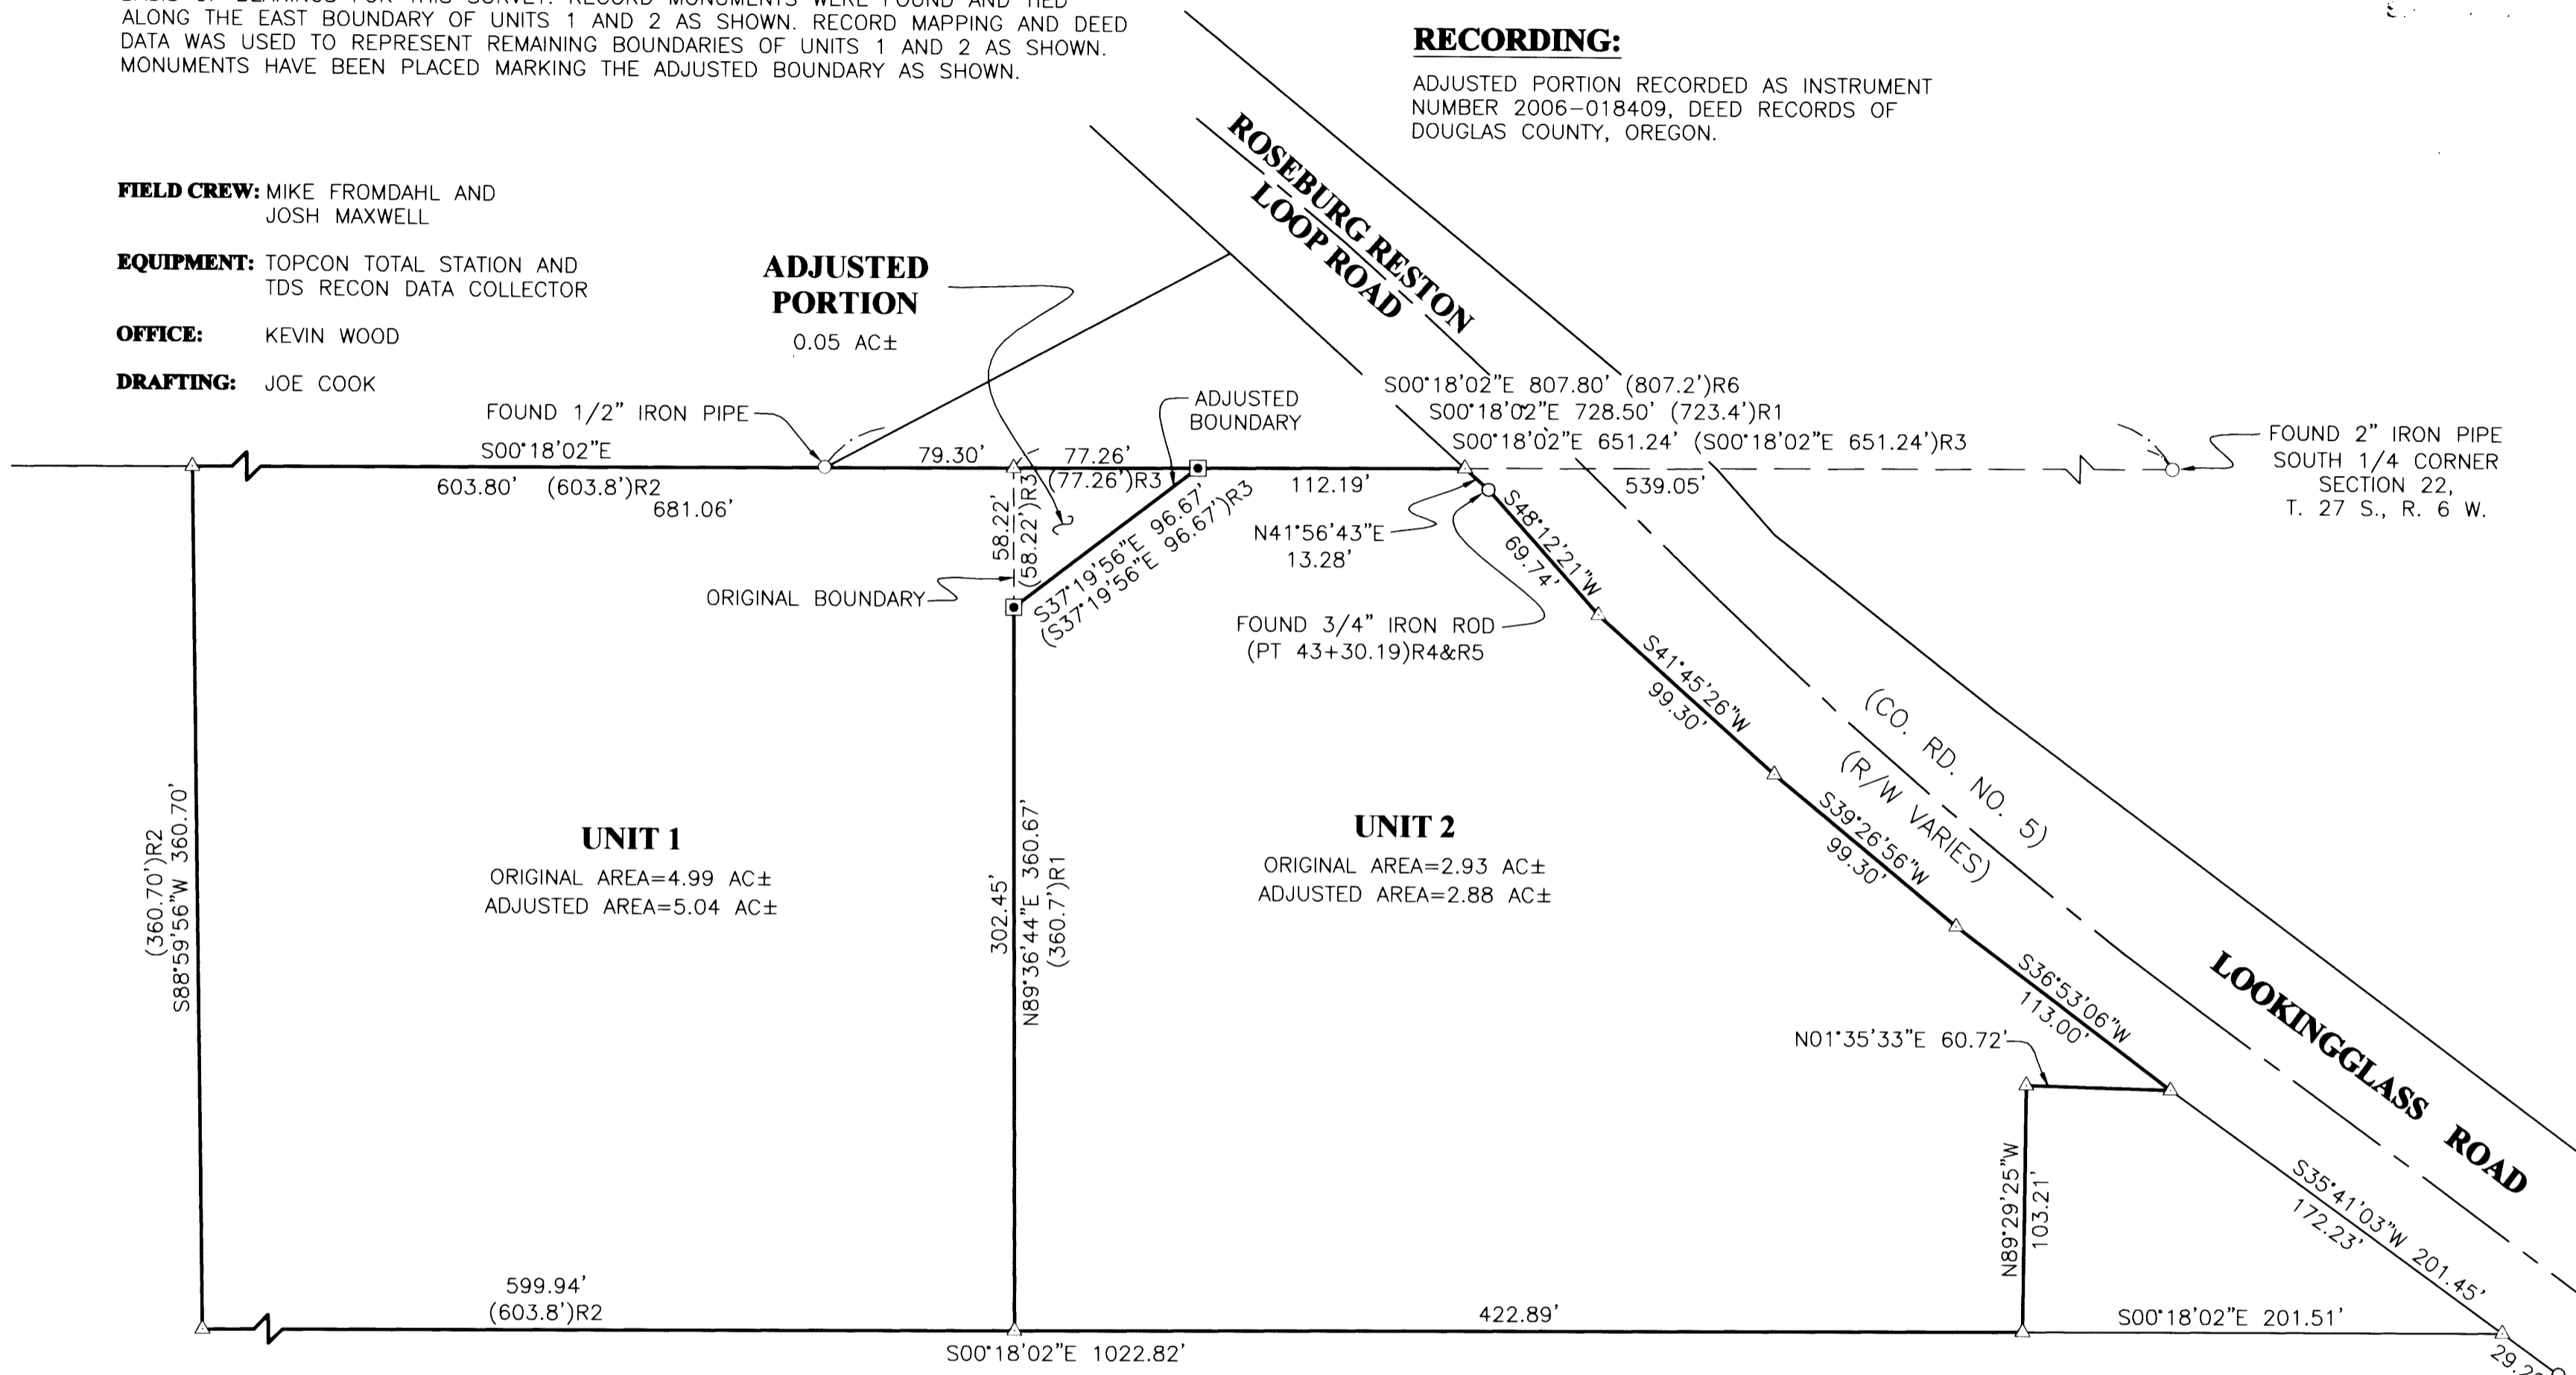 ALONG THE EAST BOUNDARY OF UNITS 1 AND 2 AS SHOWN. RECORD MAPPING AND DEED
DATA WAS USED TO REPRESENT REMAINING BOUNDARIES OF UNITS 1 AND 2 AS SHOWN.
MONUMENTS HAVE BEEN PLACED MARKING THE ADJUSTED BOUNDARY AS SHOWN.
RECORDING:
ADJUSTED PORTION RECORDED AS INSTRUMENT
NUMBER 2006-018409, DEED RECORDS OF
DOUGLAS COUNTY, OREGON.
FIELD CREW: MIKE FROMDAHL AND
JOSH MAXWELL
EQUIPMENT: TOPCON TOTAL STATION AND
TDS RECON DATA COLLECTOR
OFFICE: KEVIN WOOD
DRAFTING: JOE COOK
ADJUSTED
PORTION
0.05 AC±
ROSEBURG RESTON
LOOP ROAD
FOUND 1/2" IRON PIPE
ADJUSTED
BOUNDARY
S00°18'02"E 807.80' (807.2')R6
S00°18'02"E 728.50' (723.4')R1
S00°18'02"E 651.24' (S00°18'02"E 651.24')R3
FOUND 2" IRON PIPE
SOUTH 1/4 CORNER
SECTION 22,
T. 27 S., R. 6 W.
S00°18'02"E
603.80' (603.8')R2
681.06'
79.30'
77.26'
(77.26')R3
112.19'
539.05'
58.22'
(58.22')R3
S37°19'56"E 96.67'
(S37°19'56"E 96.67')R3
N41°56'43"E
13.28'
ORIGINAL BOUNDARY
FOUND 3/4" IRON ROD
(PT 43+30.19)R4&R5
S48°12'21"W
69.74'
S41°45'26"W
99.30'
S39°26'56"W
99.30'
S36°53'06"W
113.00'
(CO. RD. NO. 5)
(R/W VARIES)
LOOKINGGLASS ROAD
(360.70')R2
S88°59'56"W 360.70'
UNIT 1
ORIGINAL AREA=4.99 AC±
ADJUSTED AREA=5.04 AC±
302.45'
N89°36'44"E 360.67'
(360.7')R1
UNIT 2
ORIGINAL AREA=2.93 AC±
ADJUSTED AREA=2.88 AC±
N01°35'33"E 60.72'
N89°29'25"W
103.21'
S35°41'03"W 201.45'
172.23'
599.94'
(603.8')R2
422.89'
S00°18'02"E 201.51'
S00°18'02"E 1022.82'